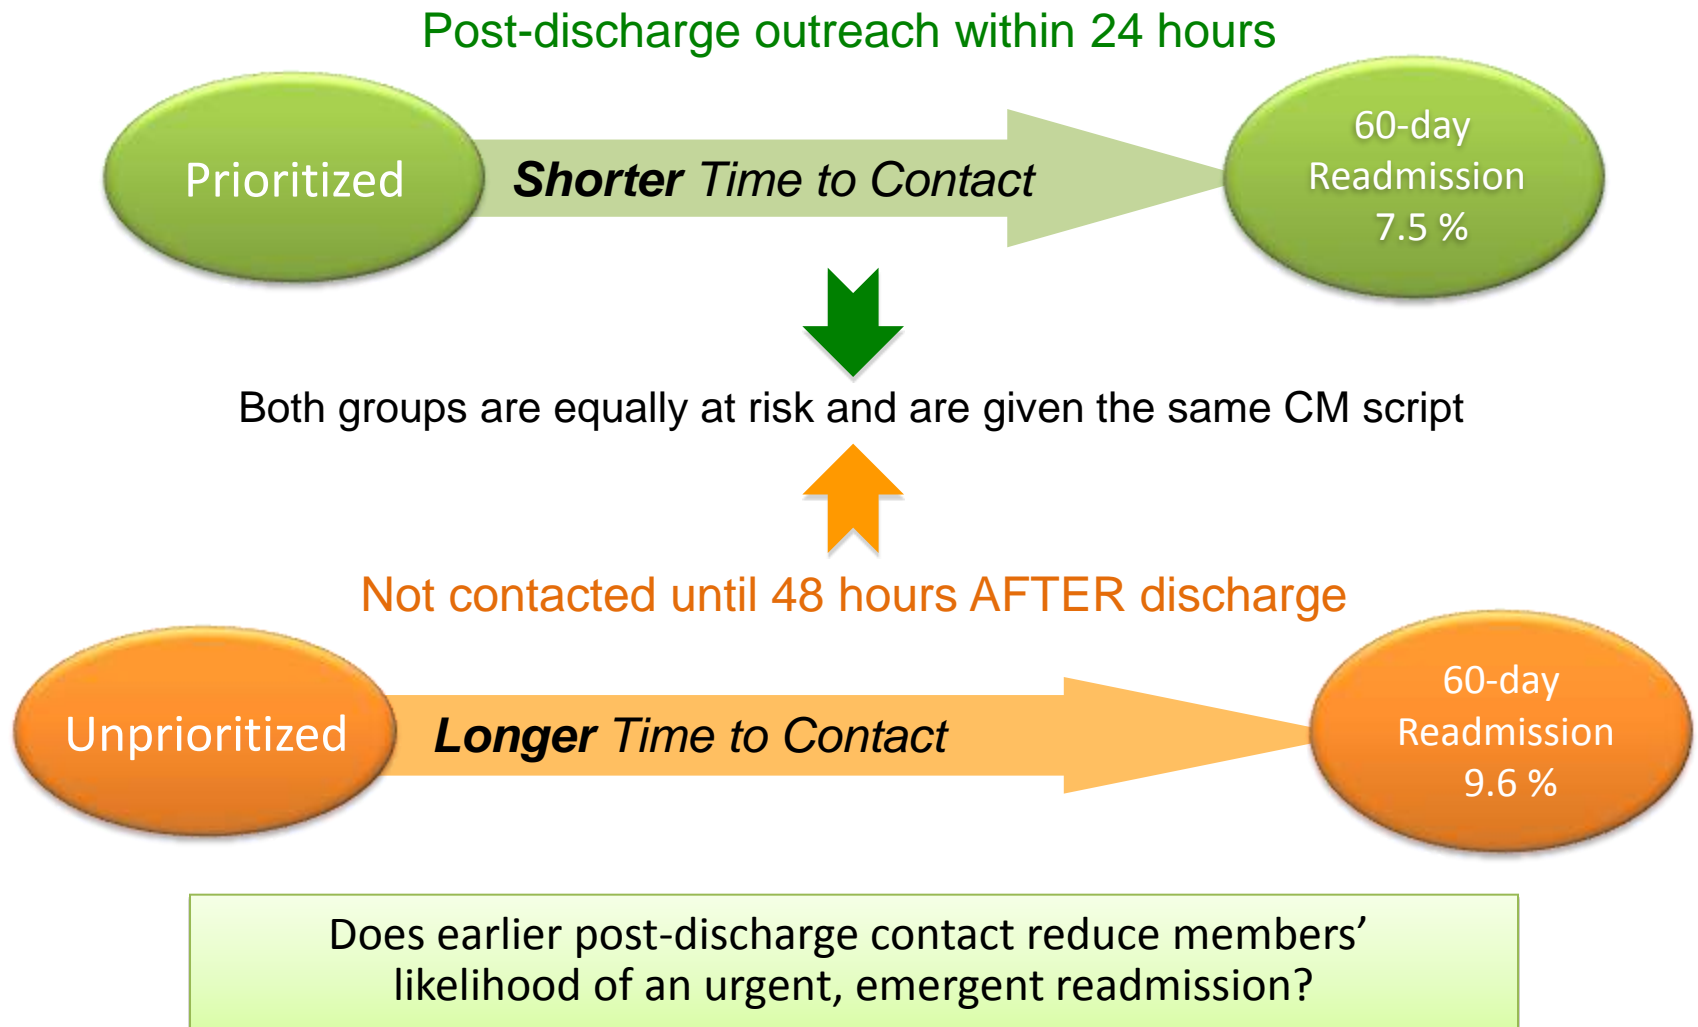 Post-discharge outreach within 24 hours
Prioritized
Shorter Time to Contact
60-day
Readmission
7.5 %
Both groups are equally at risk and are given the same CM script
Not contacted until 48 hours AFTER discharge
Unprioritized
Longer Time to Contact
60-day
Readmission
9.6 %
Does earlier post-discharge contact reduce members’
likelihood of an urgent, emergent readmission?